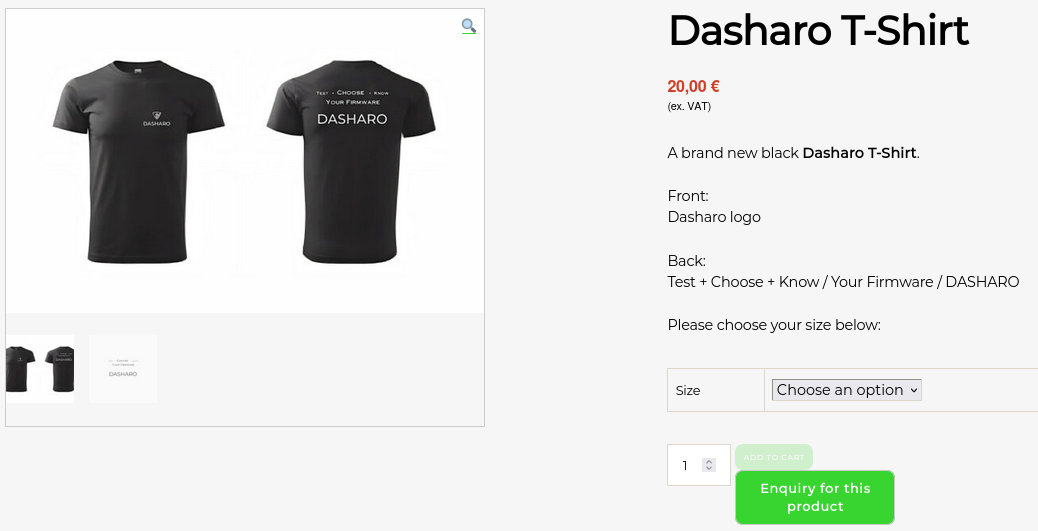 DASHARO
Test • Choose • Know
Your Firmware
DASHARO
DASHARO
Dasharo T-Shirt
20,00 €
(ex. VAT)
A brand new black Dasharo T-Shirt.
Front:
Dasharo logo
Back:
Test + Choose + Know / Your Firmware / DASHARO
Please choose your size below:
Size
Choose an option
1
ADD TO CART
Enquiry for this
product